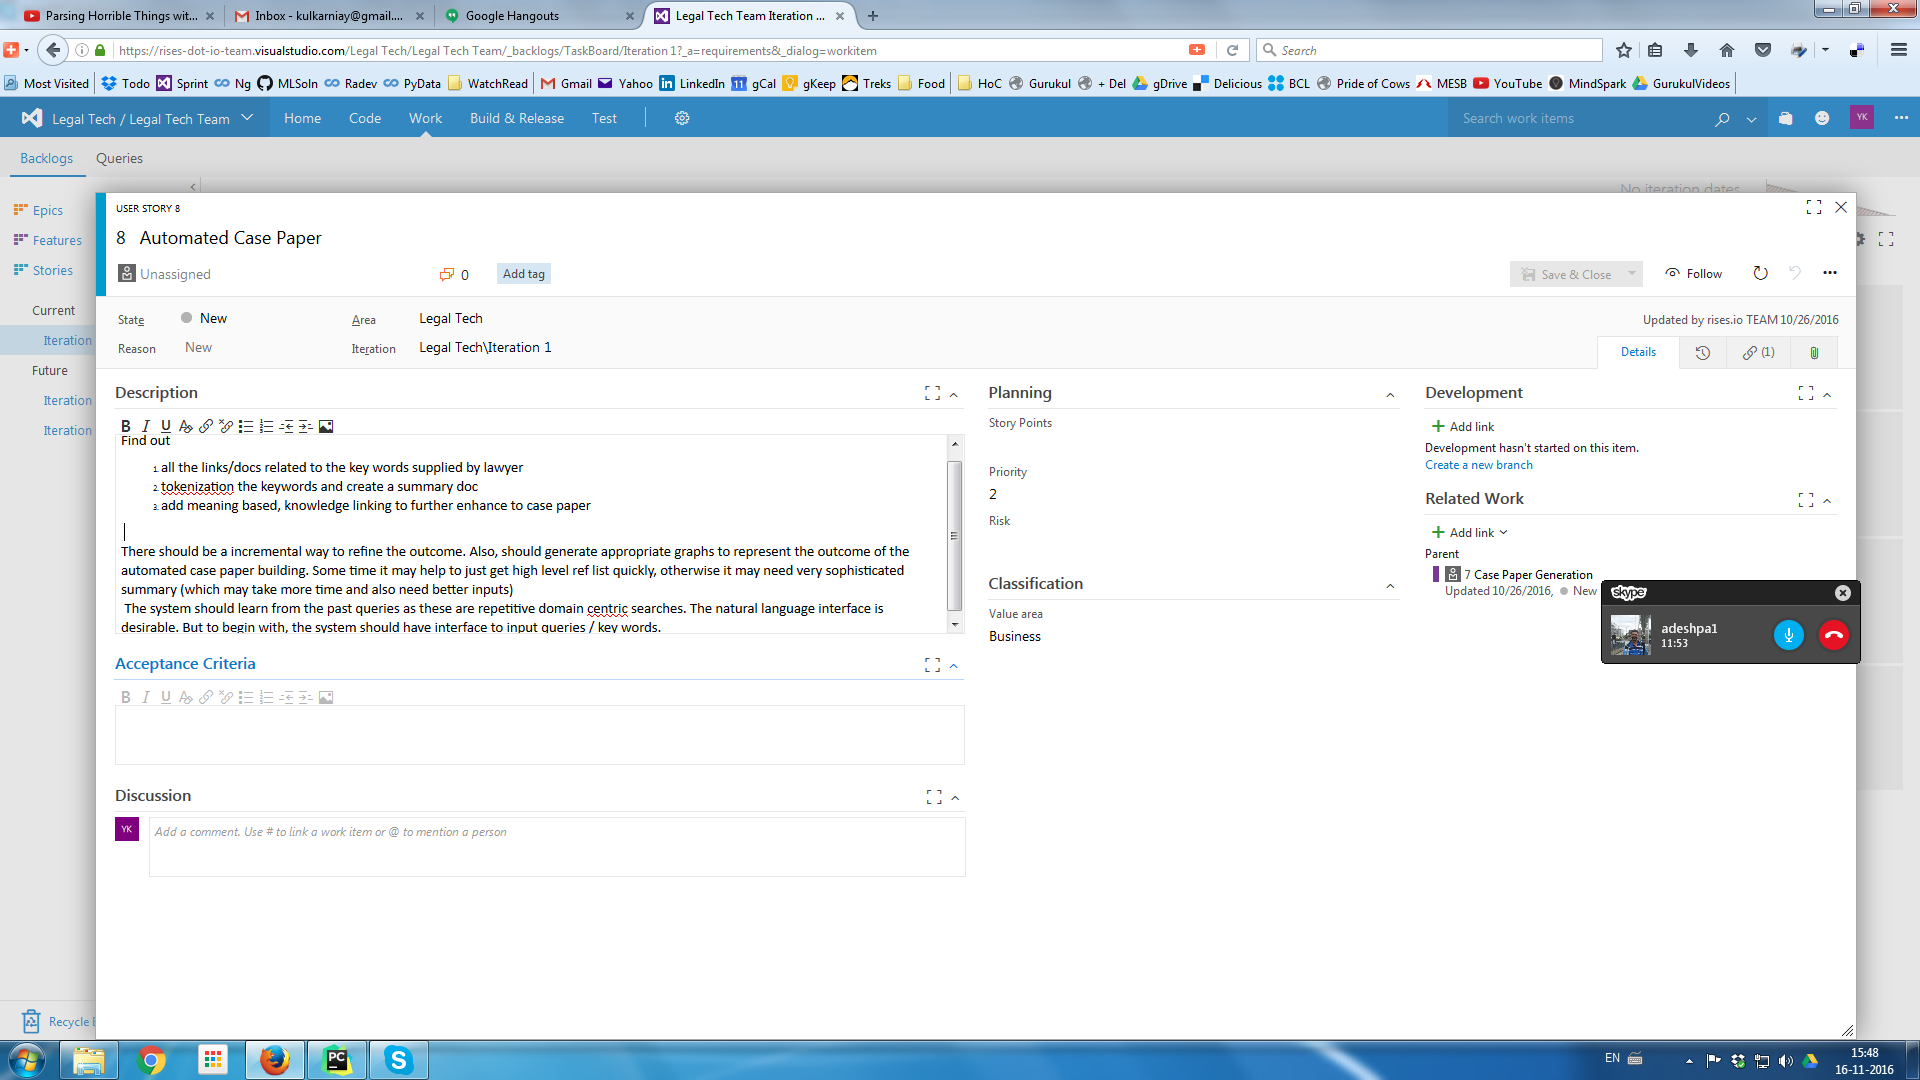 Parsing Horrible Things wit...
Inbox - kulkarniay@gmail....
Google Hangouts
Legal Tech Team Iteration ...
https://rises-dot-io-team.visualstudio.com/Legal Tech/Legal Tech Team/_backlogs/TaskBoard/Iteration 1?_a=requirements&_dialog=workitem
Search
Most Visited Todo Sprint Ng MLSoln Radev PyData WatchRead Gmail Yahoo LinkedIn 11 gCal gKeep Treks Food HoC Gurukul + Del gDrive Delicious BCL Pride of Cows MESB YouTube MindSpark GurukulVideos
Legal Tech / Legal Tech Team
Home Code Work Build & Release Test
Search work items
YK
Backlogs Queries
No iteration dates
Epics
Features
Stories
Current
Iteration
Future
Iteration
Iteration
Recycle
USER STORY 8
8 Automated Case Paper
Unassigned
0
Add tag
Save & Close
Follow
State
New
Area
Legal Tech
Updated by rises.io TEAM 10/26/2016
Reason
New
Iteration
Legal Tech\Iteration 1
Details
(1)
Description
B I U
Find out
1. all the links/docs related to the key words supplied by lawyer
2. tokenization the keywords and create a summary doc
3. add meaning based, knowledge linking to further enhance to case paper
There should be a incremental way to refine the outcome. Also, should generate appropriate graphs to represent the outcome of the
automated case paper building. Some time it may help to just get high level ref list quickly, otherwise it may need very sophisticated
summary (which may take more time and also need better inputs)
The system should learn from the past queries as these are repetitive domain centric searches. The natural language interface is
desirable. But to begin with, the system should have interface to input queries / key words.
Acceptance Criteria
B I U
Discussion
YK
Add a comment. Use # to link a work item or @ to mention a person
Planning
Story Points
Priority
2
Risk
Classification
Value area
Business
Development
Add link
Development hasn't started on this item.
Create a new branch
Related Work
Add link
Parent
7 Case Paper Generation
Updated 10/26/2016,
New
skype
adeshpa1
11:53
PC
EN
15:48
16-11-2016